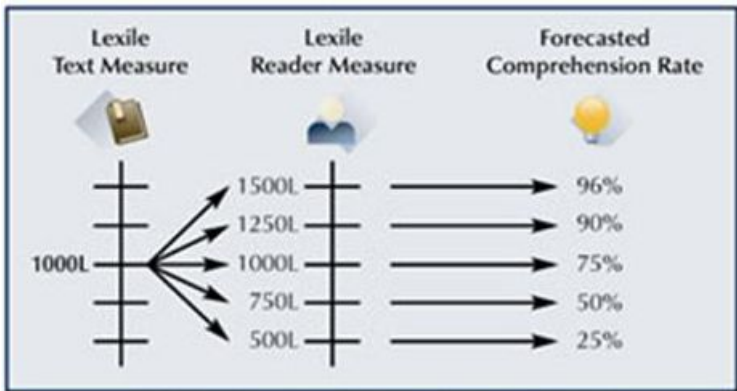 Lexile
Text Measure
Lexile
Reader Measure
Forecasted
Comprehension Rate
1500L 96%
1250L 90%
1000L 1000L 75%
750L 50%
500L 25%